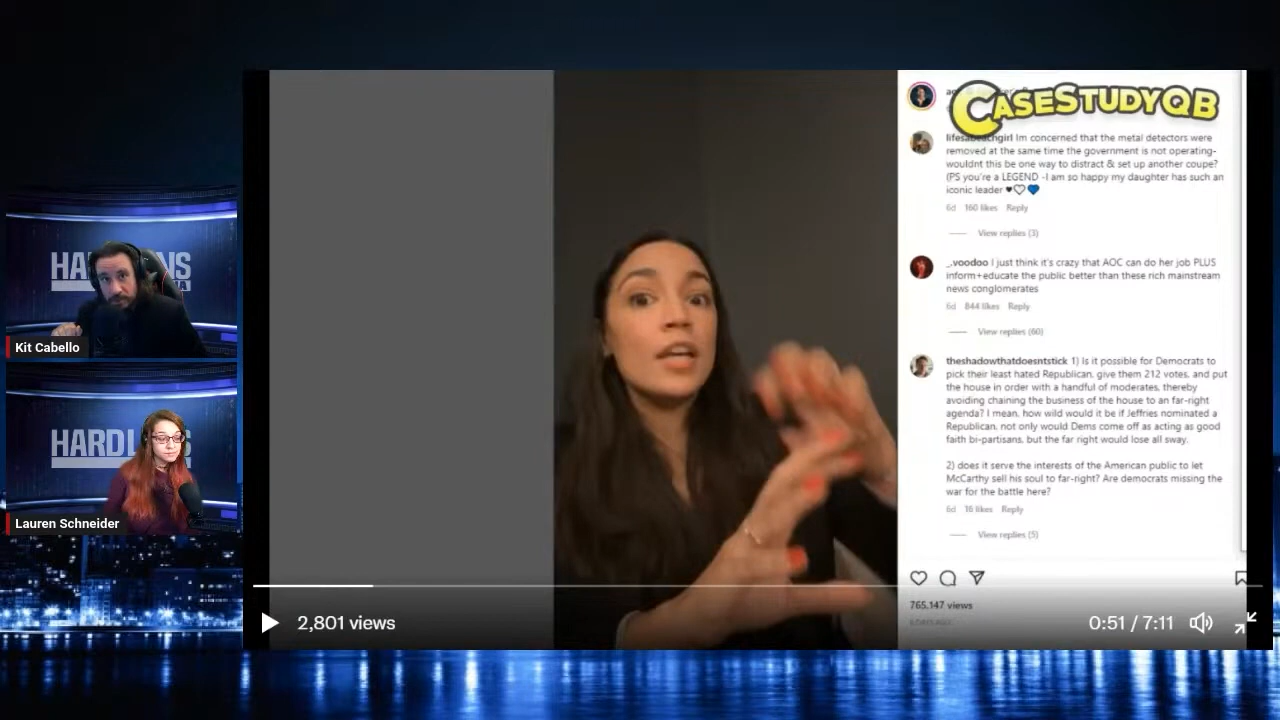 CASESTUDYQB
lifesabeachgirl Im concerned that the metal detectors were
removed at the same time the government is not operating-
wouldnt this be one way to distract & set up another coupe?
(PS you're a LEGEND -I am so happy my daughter has such an
iconic leader ♥🤍💙
6d 160 likes Reply
View replies (3)
_.voodoo I just think it's crazy that AOC can do her job PLUS
inform+educate the public better than these rich mainstream
news conglomerates
6d 844 likes Reply
View replies (60)
theshadowthatdoesntstick 1) Is it possible for Democrats to
pick their least hated Republican, give them 212 votes, and put
the house in order with a handful of moderates, thereby
avoiding chaining the business of the house to an far-right
agenda? I mean, how wild would it be if Jeffries nominated a
Republican, not only would Dems come off as acting as good
faith bi-partisans, but the far right would lose all sway.
2) does it serve the interests of the American public to let
McCarthy sell his soul to far-right? Are democrats missing the
war for the battle here?
6d 16 likes Reply
View replies (5)
765,147 views
2,801 views
0:51 / 7:11
Kit Cabello
Lauren Schneider